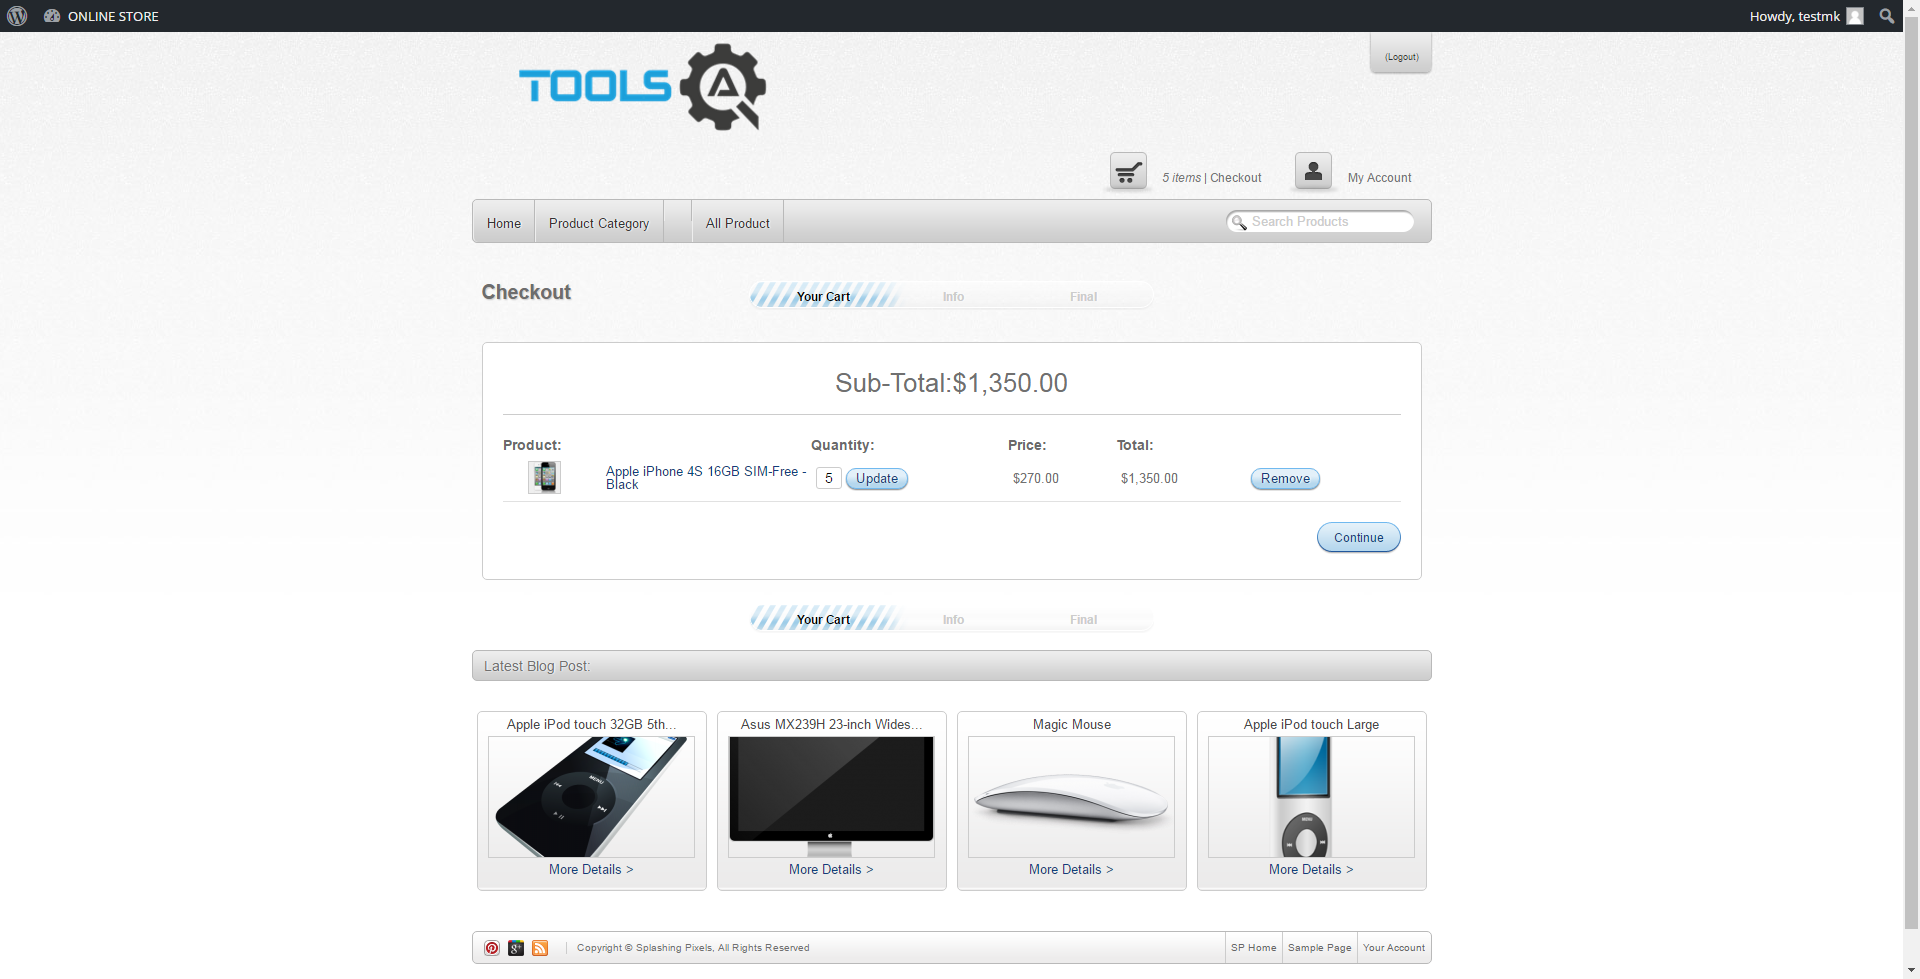 ONLINE STORE
Howdy, testmk
(Logout)
TOOLS QA
5 items | Checkout
My Account
Home
Product Category
All Product
Search Products
Checkout
Your Cart
Info
Final
Sub-Total:$1,350.00
Product:
Quantity:
Price:
Total:
Apple iPhone 4S 16GB SIM-Free -
Black
5
Update
$270.00
$1,350.00
Remove
Continue
Your Cart
Info
Final
Latest Blog Post:
Apple iPod touch 32GB 5th...
Asus MX239H 23-inch Wides...
Magic Mouse
Apple iPod touch Large
MENU
MENU
More Details >
More Details >
More Details >
More Details >
Copyright © Splashing Pixels, All Rights Reserved
SP Home
Sample Page
Your Account